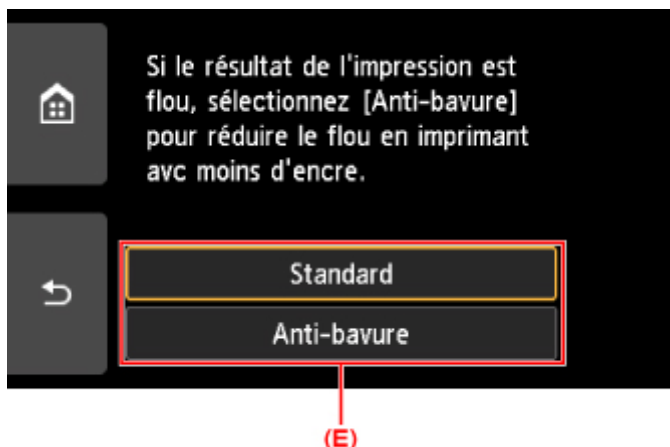 Si le résultat de l'impression est
flou, sélectionnez [Anti-bavure]
pour réduire le flou en imprimant
avc moins d'encre.
Standard
Anti-bavure
(E)